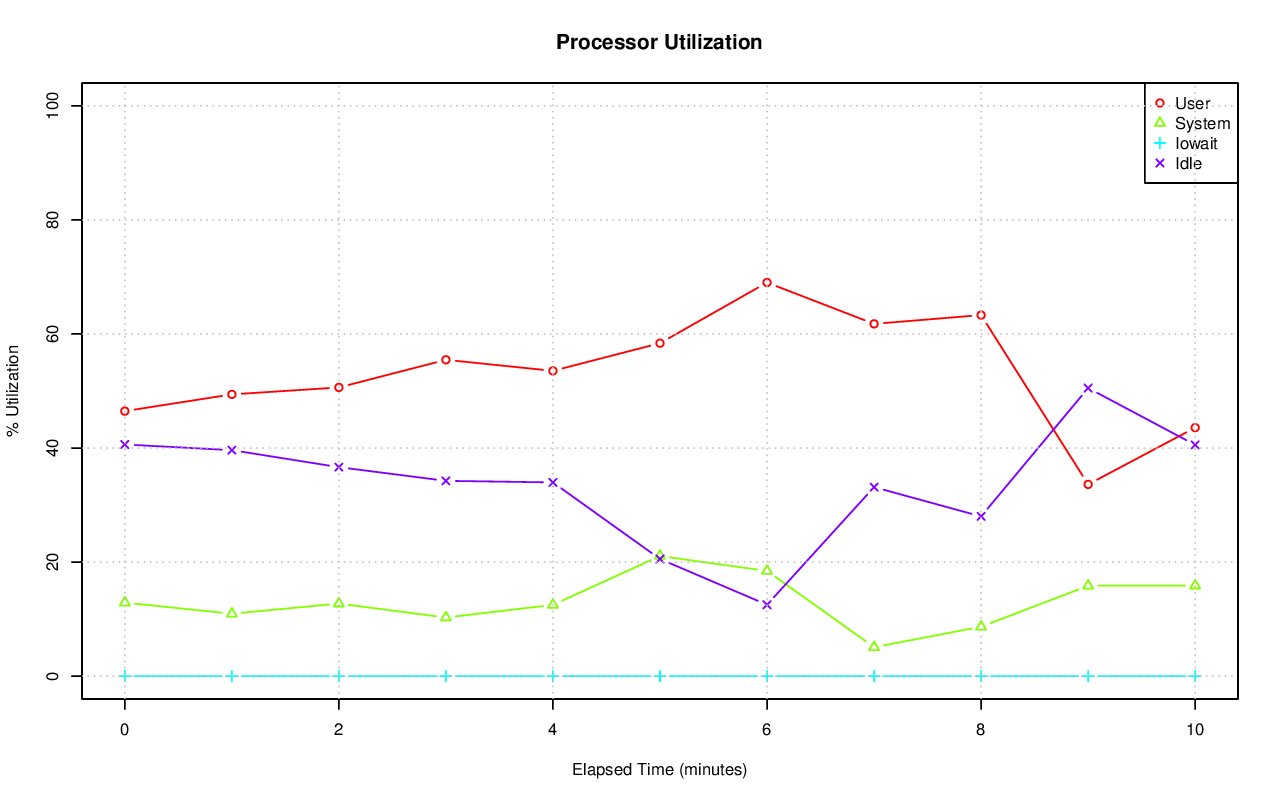 Processor Utilization
% Utilization
100
80
60
40
20
0
User
System
Iowait
Idle
0 2 4 6 8 10
Elapsed Time (minutes)